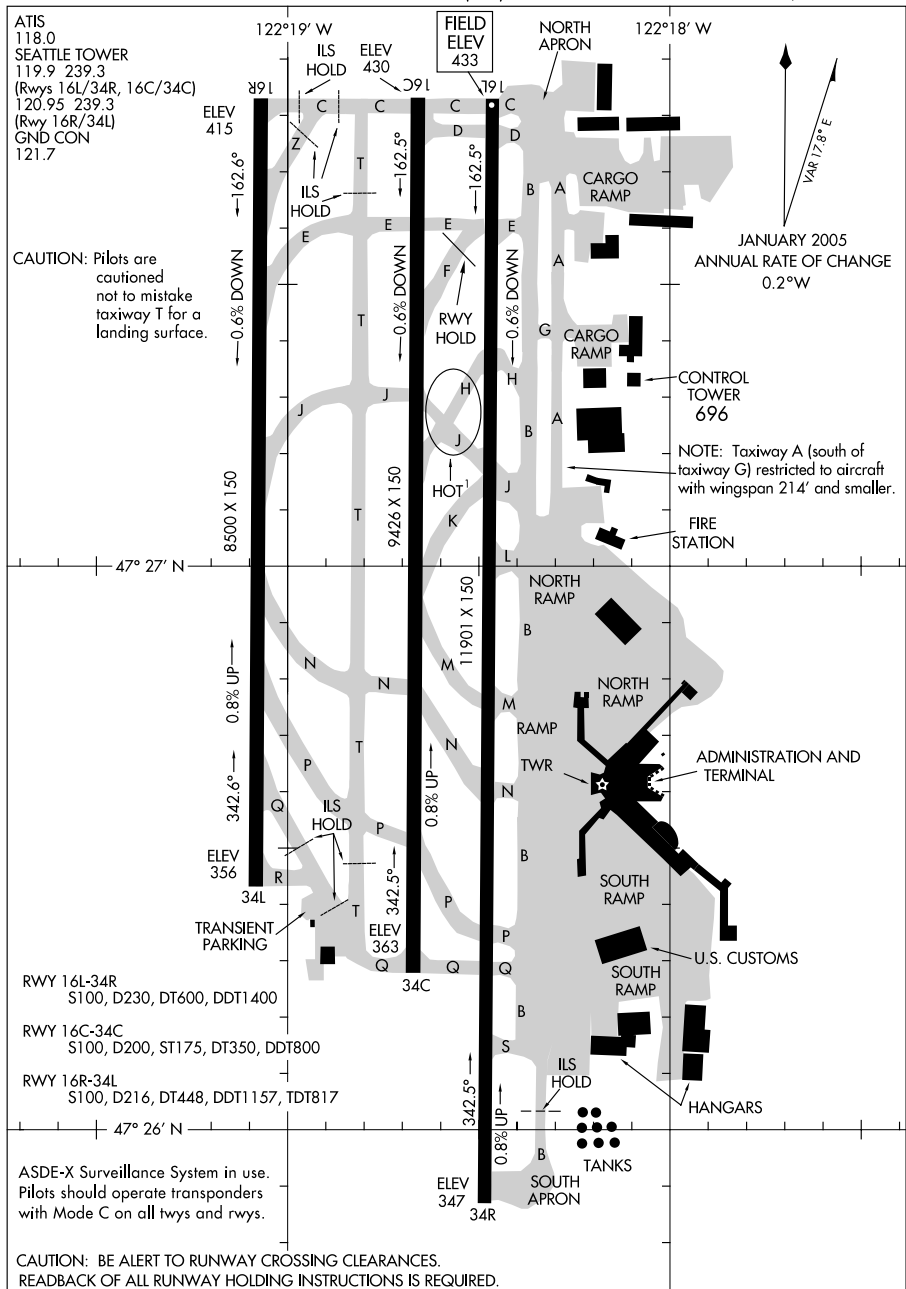 ATIS
118.0
SEATTLE TOWER
119.9 239.3
(Rwys 16L/34R, 16C/34C)
120.95 239.3
(Rwy 16R/34L)
GND CON
121.7
122°19' W
ILS
HOLD
ELEV
430
FIELD
ELEV
433
NORTH
APRON
122°18' W
16R
16C
16L
ELEV
415
C
C
C
C
D
D
Z
T
162.6°
162.5°
162.5°
ILS
HOLD
B
A
CARGO
RAMP
VAR 17.8° E
E
E
E
E
JANUARY 2005
ANNUAL RATE OF CHANGE
0.2°W
CAUTION: Pilots are
cautioned
not to mistake
taxiway T for a
landing surface.
0.6% DOWN
0.6% DOWN
0.6% DOWN
F
A
T
RWY
HOLD
G
CARGO
RAMP
H
H
J
J
J
J
HOT¹
B
A
CONTROL
TOWER
696
NOTE: Taxiway A (south of
taxiway G) restricted to aircraft
with wingspan 214' and smaller.
8500 X 150
9426 X 150
11901 X 150
T
K
L
FIRE
STATION
47° 27' N
NORTH
RAMP
B
0.8% UP
N
N
M
M
NORTH
RAMP
RAMP
TWR
ADMINISTRATION AND
TERMINAL
342.6°
P
T
N
N
0.8% UP
Q
ILS
HOLD
P
B
ELEV
356
R
34L
342.5°
SOUTH
RAMP
TRANSIENT
PARKING
T
P
P
ELEV
363
Q
Q
Q
34C
U.S. CUSTOMS
SOUTH
RAMP
RWY 16L-34R
S100, D230, DT600, DDT1400
RWY 16C-34C
S100, D200, ST175, DT350, DDT800
RWY 16R-34L
S100, D216, DT448, DDT1157, TDT817
B
S
342.5°
0.8% UP
ILS
HOLD
HANGARS
47° 26' N
B
TANKS
ASDE-X Surveillance System in use.
Pilots should operate transponders
with Mode C on all twys and rwys.
ELEV
347
34R
SOUTH
APRON
CAUTION: BE ALERT TO RUNWAY CROSSING CLEARANCES.
READBACK OF ALL RUNWAY HOLDING INSTRUCTIONS IS REQUIRED.